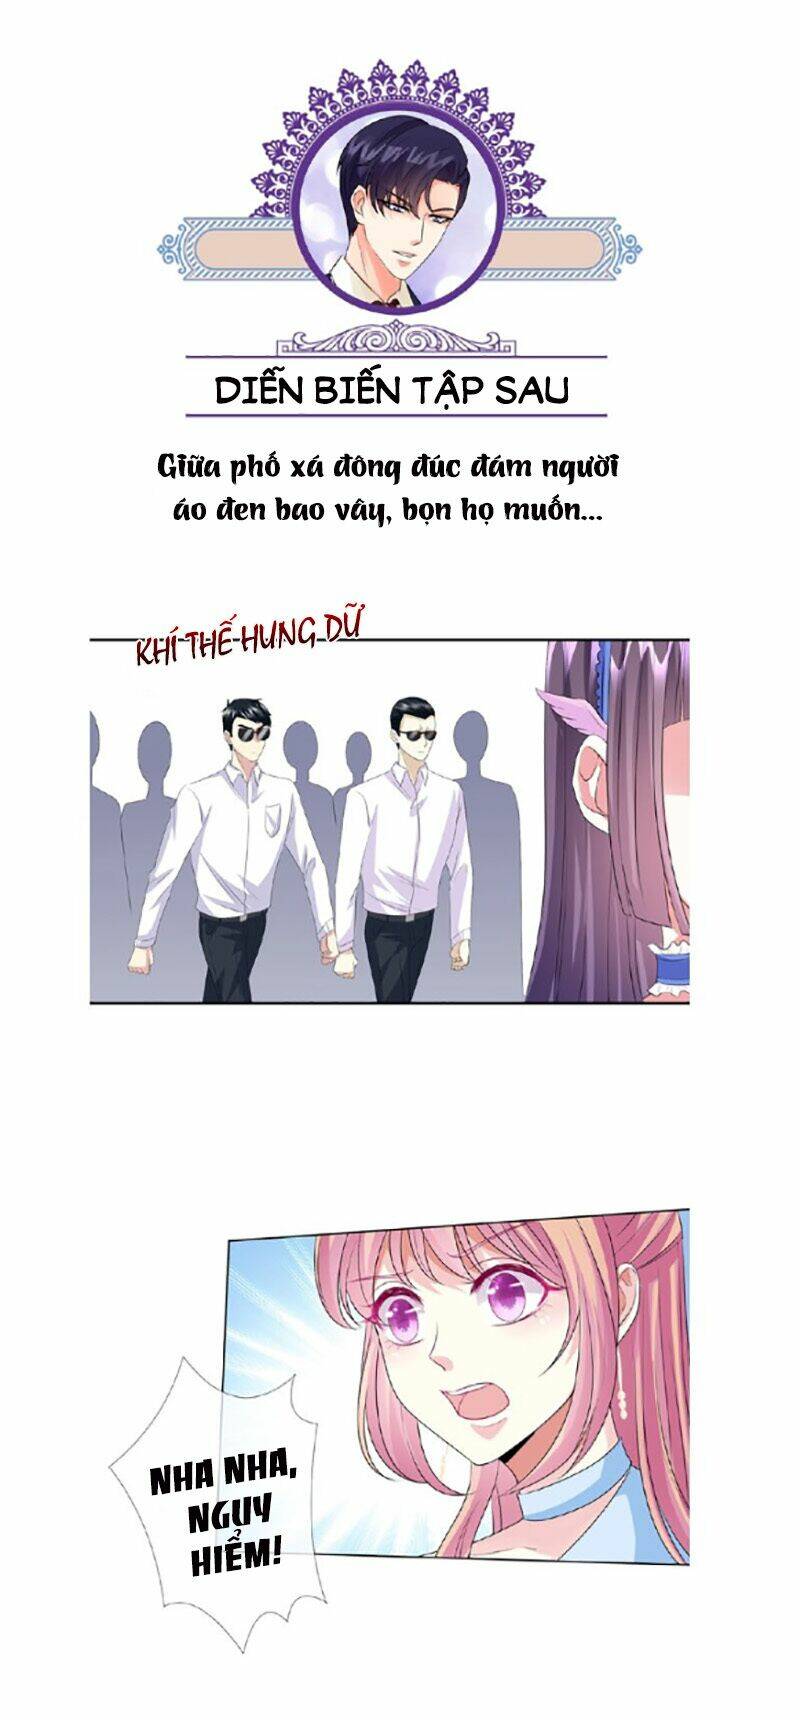 DIỄN BIẾN TẬP SAU
Giữa phố xá đông đúc đám người
áo đen bao vây, bọn họ muốn...
KHÍ THẾ HUNG DỮ
NHA NHA,
NGUY
HIỂM!